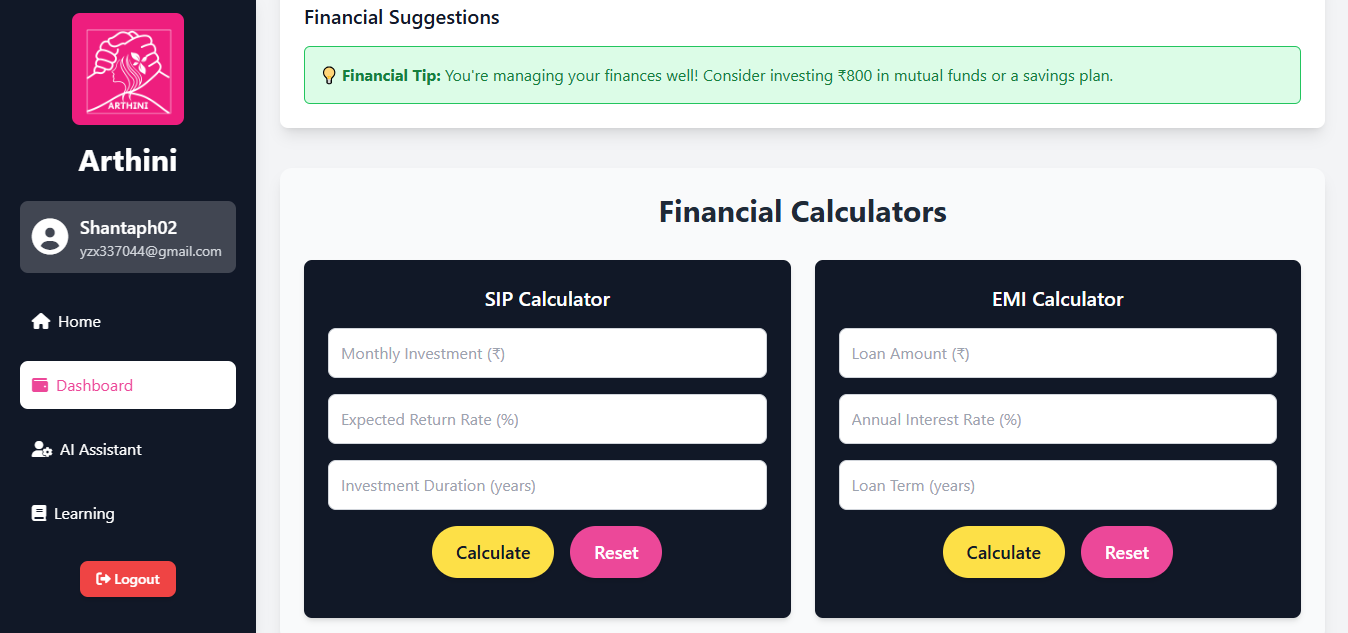 ARTHINI
Arthini
Shantaph02
yzx337044@gmail.com
Home
Dashboard
AI Assistant
Learning
Logout
Financial Suggestions
Financial Tip: You're managing your finances well! Consider investing ₹800 in mutual funds or a savings plan.
Financial Calculators
SIP Calculator
Monthly Investment (₹)
Expected Return Rate (%)
Investment Duration (years)
Calculate Reset
EMI Calculator
Loan Amount (₹)
Annual Interest Rate (%)
Loan Term (years)
Calculate Reset